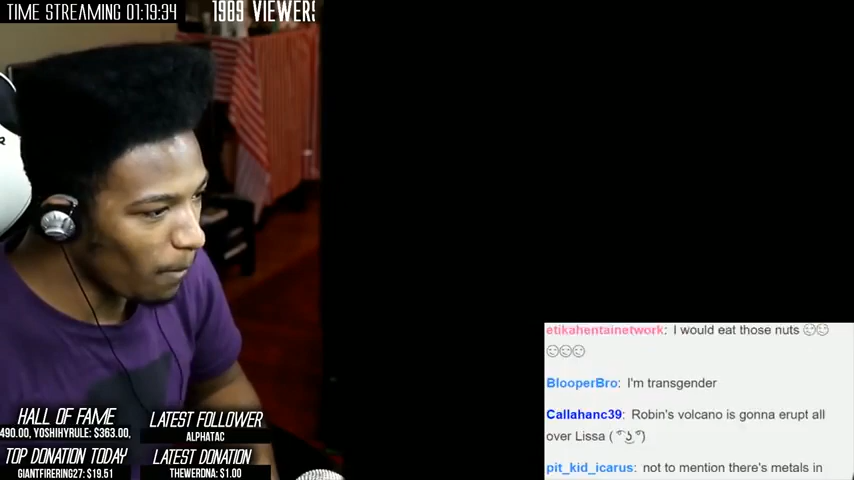 TIME STREAMING 01:19:34
1989 VIEWERS
etikahentainetwork: I would eat those nuts
BlooperBro: I'm transgender
Callahanc39: Robin's volcano is gonna erupt all
over Lissa ( ͡° ͜ʖ ͡°)
pit_kid_icarus: not to mention there's metals in
HALL OF FAME
490.00, YOSHIHYRULE: $363.00,
LATEST FOLLOWER
ALPHATAC
TOP DONATION TODAY
GIANTFIRERING27: $19.51
LATEST DONATION
THEWERDNA: $1.00